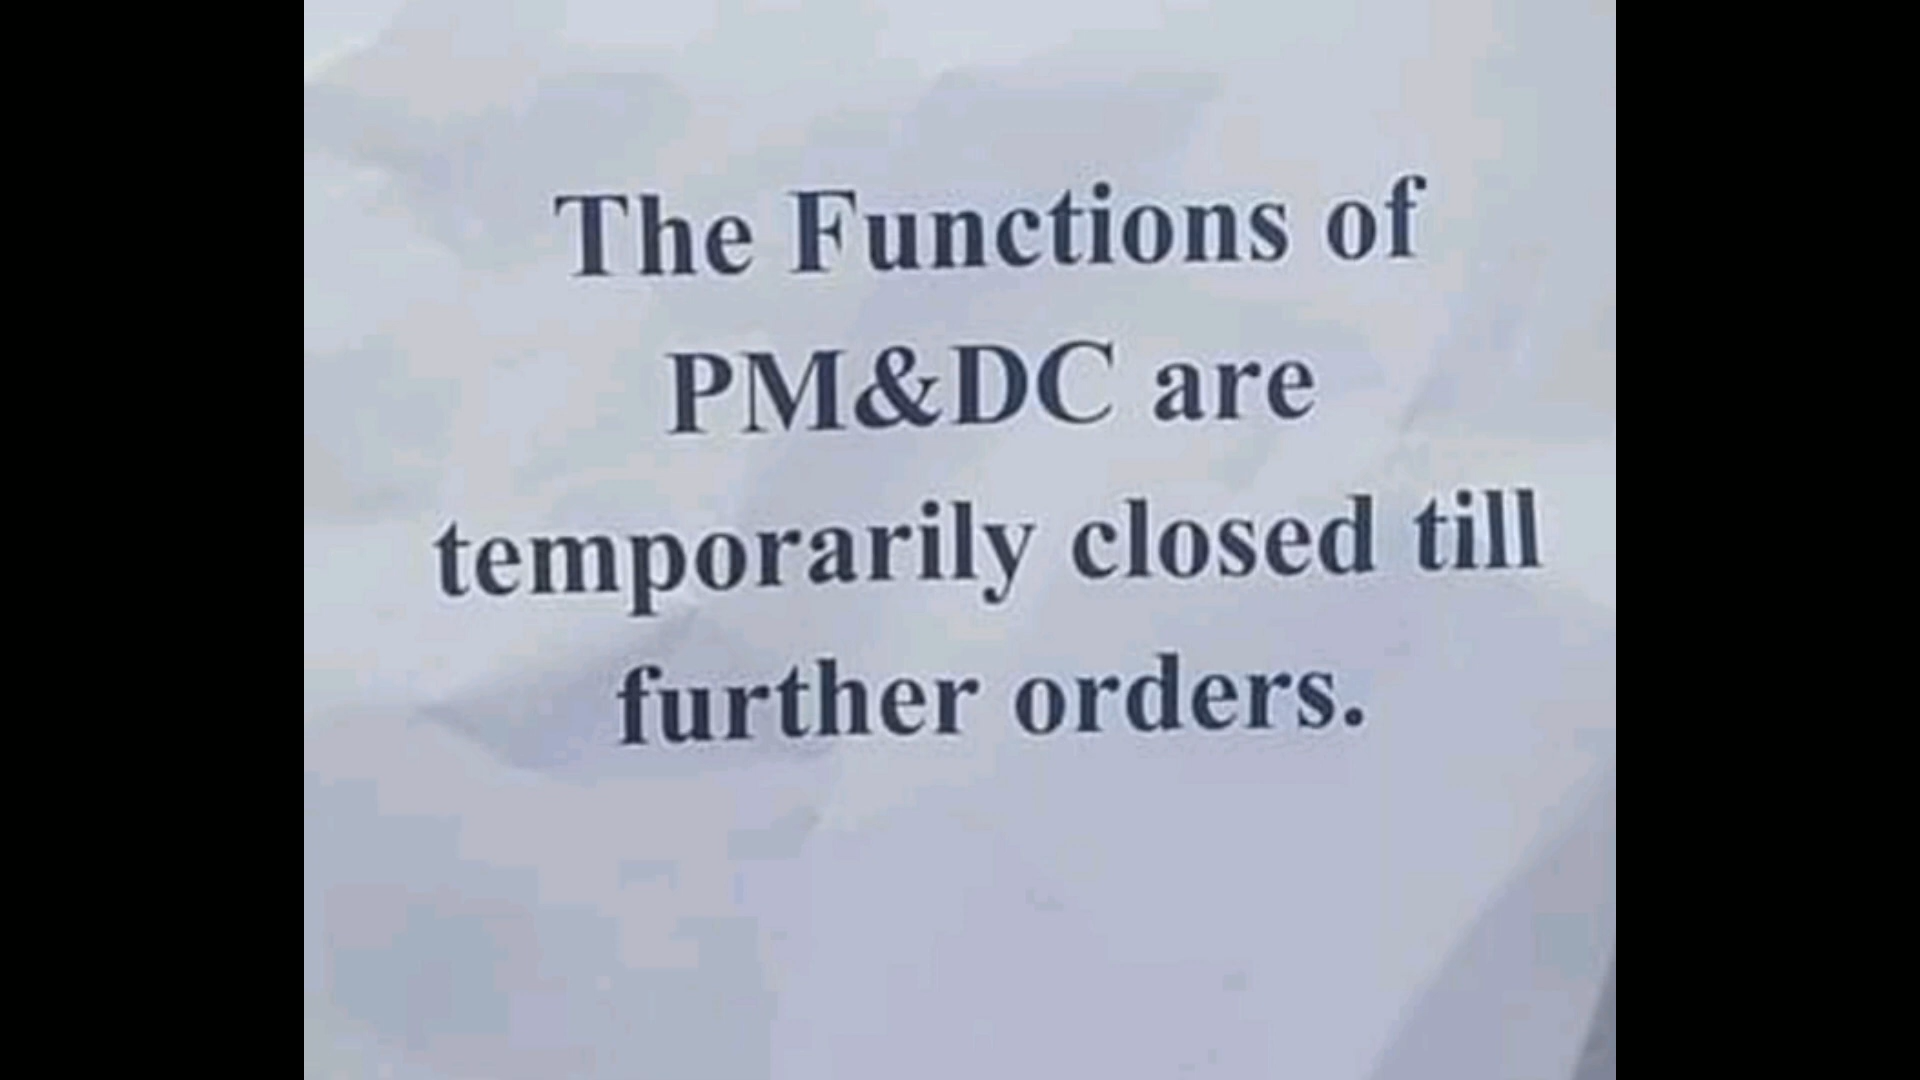 The Functions of
PM&DC are
temporarily closed till
further orders.